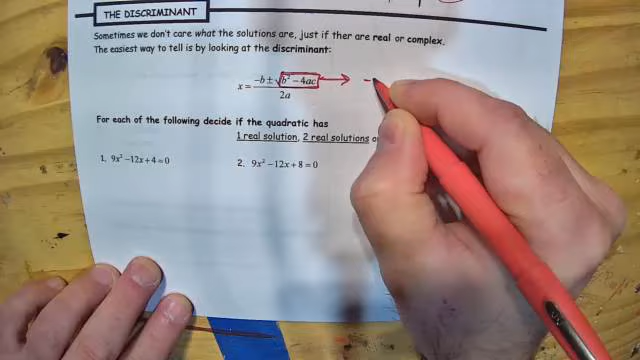 THE DISCRIMINANT
Sometimes we don't care what the solutions are, just if ther are real or complex.
The easiest way to tell is by looking at the discriminant:
x = (-b ± √(b² - 4ac)) / 2a
For each of the following decide if the quadratic has
1 real solution, 2 real solutions
1. 9x² - 12x + 4 = 0
2. 9x² - 12x + 8 = 0